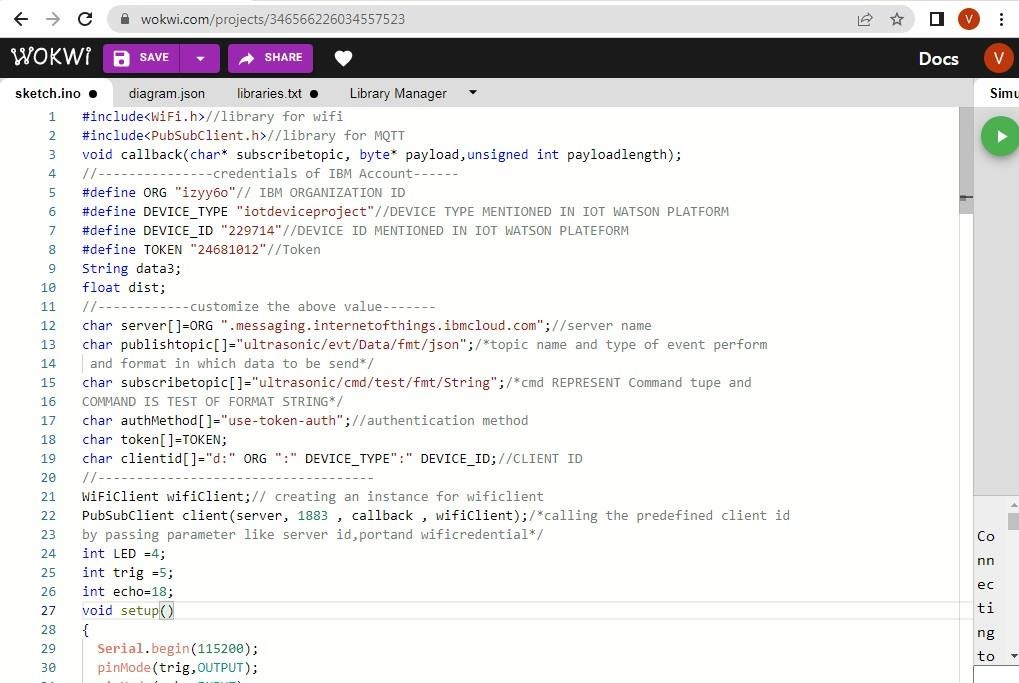 wokwi.com/projects/346566226034557523
V
WOKWi
SAVE
SHARE
Docs
V
sketch.ino
diagram.json
libraries.txt
Library Manager
Simu
1 #include<WiFi.h>//library for wifi
2 #include<PubSubClient.h>//library for MQTT
3 void callback(char* subscribetopic, byte* payload,unsigned int payloadlength);
4 //---------------credentials of IBM Account------
5 #define ORG "izyy6o"// IBM ORGANIZATION ID
6 #define DEVICE_TYPE "iotdeviceproject"//DEVICE TYPE MENTIONED IN IOT WATSON PLATFORM
7 #define DEVICE_ID "229714"//DEVICE ID MENTIONED IN IOT WATSON PLATEFORM
8 #define TOKEN "24681012"//Token
9 String data3;
10 float dist;
11 //------------customize the above value-------
12 char server[]=ORG ".messaging.internetofthings.ibmcloud.com";//server name
13 char publishtopic[]="ultrasonic/evt/Data/fmt/json";/*topic name and type of event perform
14 and format in which data to be send*/
15 char subscribetopic[]="ultrasonic/cmd/test/fmt/String";/*cmd REPRESENT Command tupe and
16 COMMAND IS TEST OF FORMAT STRING*/
17 char authMethod[]="use-token-auth";//authentication method
18 char token[]=TOKEN;
19 char clientid[]="d:" ORG ":" DEVICE_TYPE":" DEVICE_ID;//CLIENT ID
20 //------------------------------------
21 WiFiClient wifiClient;// creating an instance for wificlient
22 PubSubClient client(server, 1883 , callback , wifiClient);/*calling the predefined client id
23 by passing parameter like server id,portand wificredential*/
24 int LED =4;
25 int trig =5;
26 int echo=18;
27 void setup()
28 {
29 Serial.begin(115200);
30 pinMode(trig,OUTPUT);
Co
nn
ec
ti
ng
to